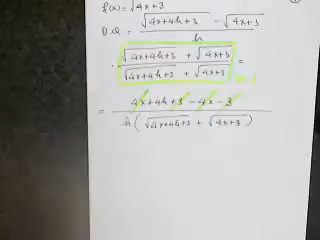 f(x) = √4x+3
D.Q = (√4x+4h+3 − √4x+3) / h
· (√4x+4h+3 + √4x+3) / (√4x+4h+3 + √4x+3) =
= (4x+4h+3−4x−3) / (h(√4x+4h+3 + √4x+3))